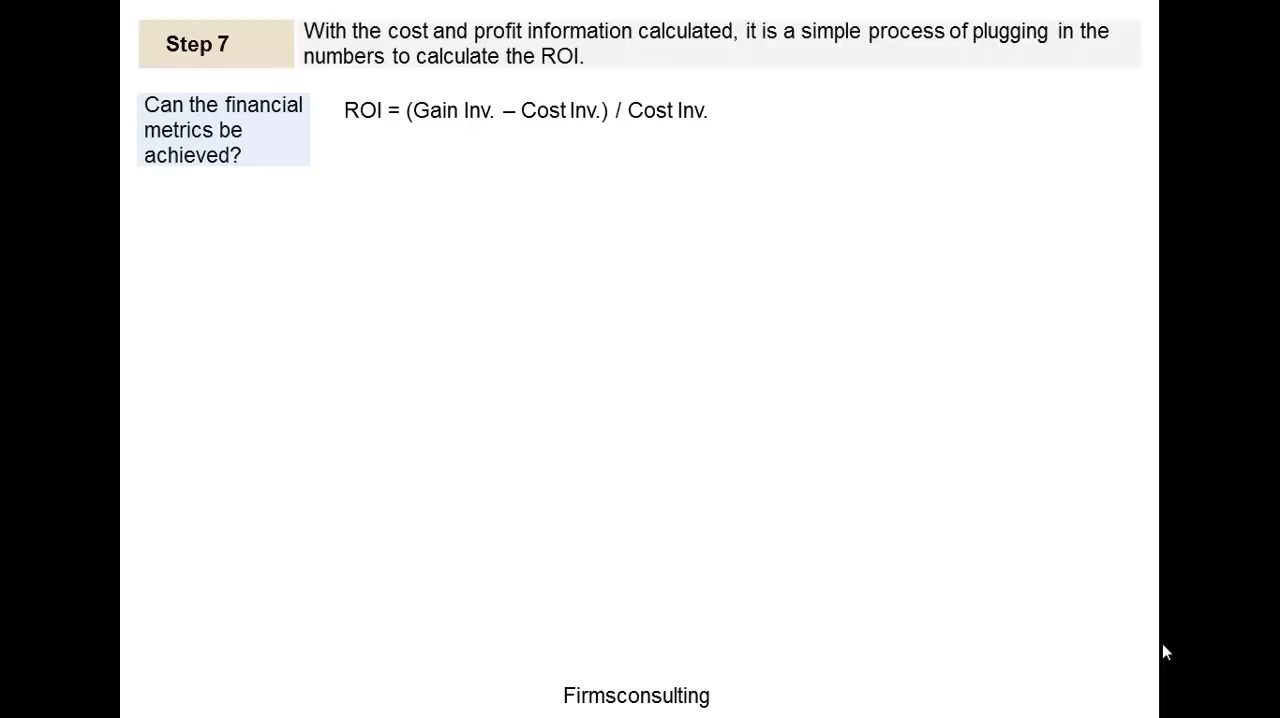 Step 7
With the cost and profit information calculated, it is a simple process of plugging in the
numbers to calculate the ROI.
Can the financial
metrics be
achieved?
ROI = (Gain Inv. – Cost Inv.) / Cost Inv.
Firmsconsulting